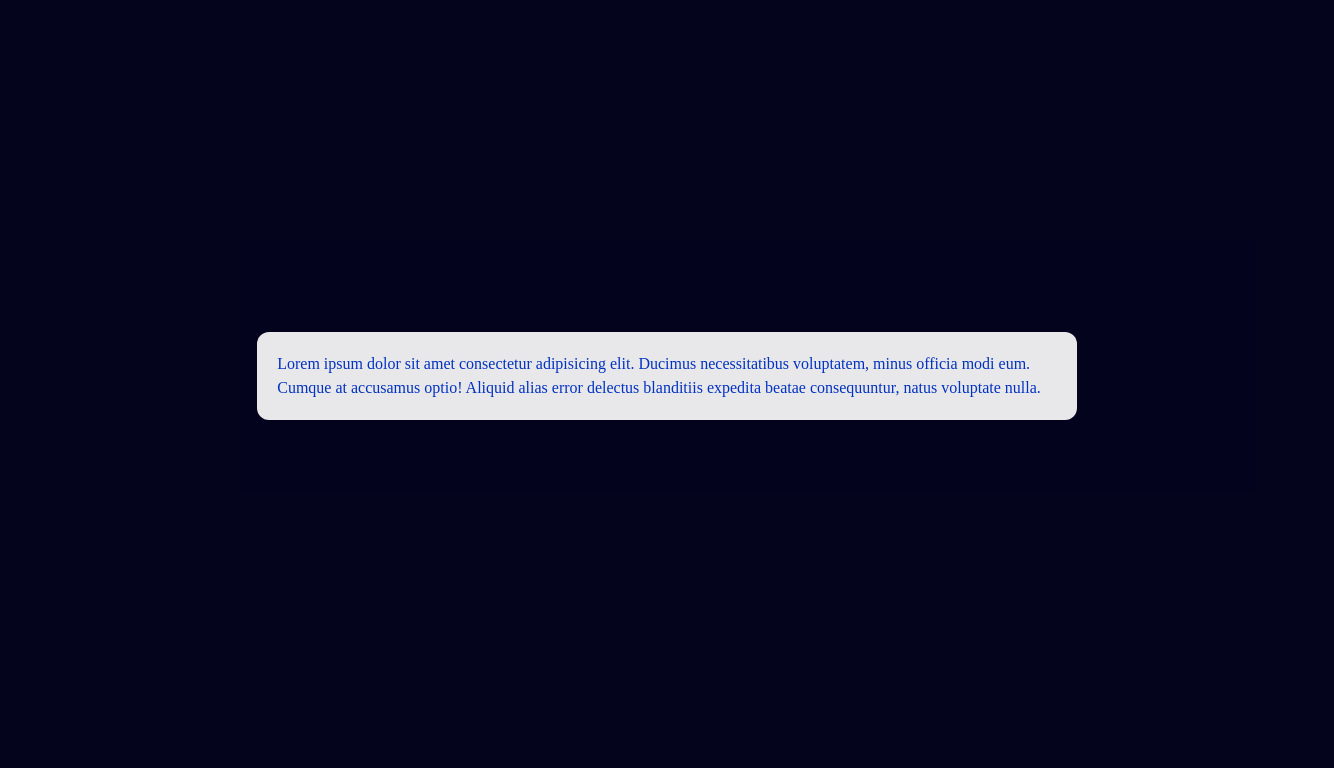 Lorem ipsum dolor sit amet consectetur adipisicing elit. Ducimus necessitatibus voluptatem, minus officia modi eum.
Cumque at accusamus optio! Aliquid alias error delectus blanditiis expedita beatae consequuntur, natus voluptate nulla.